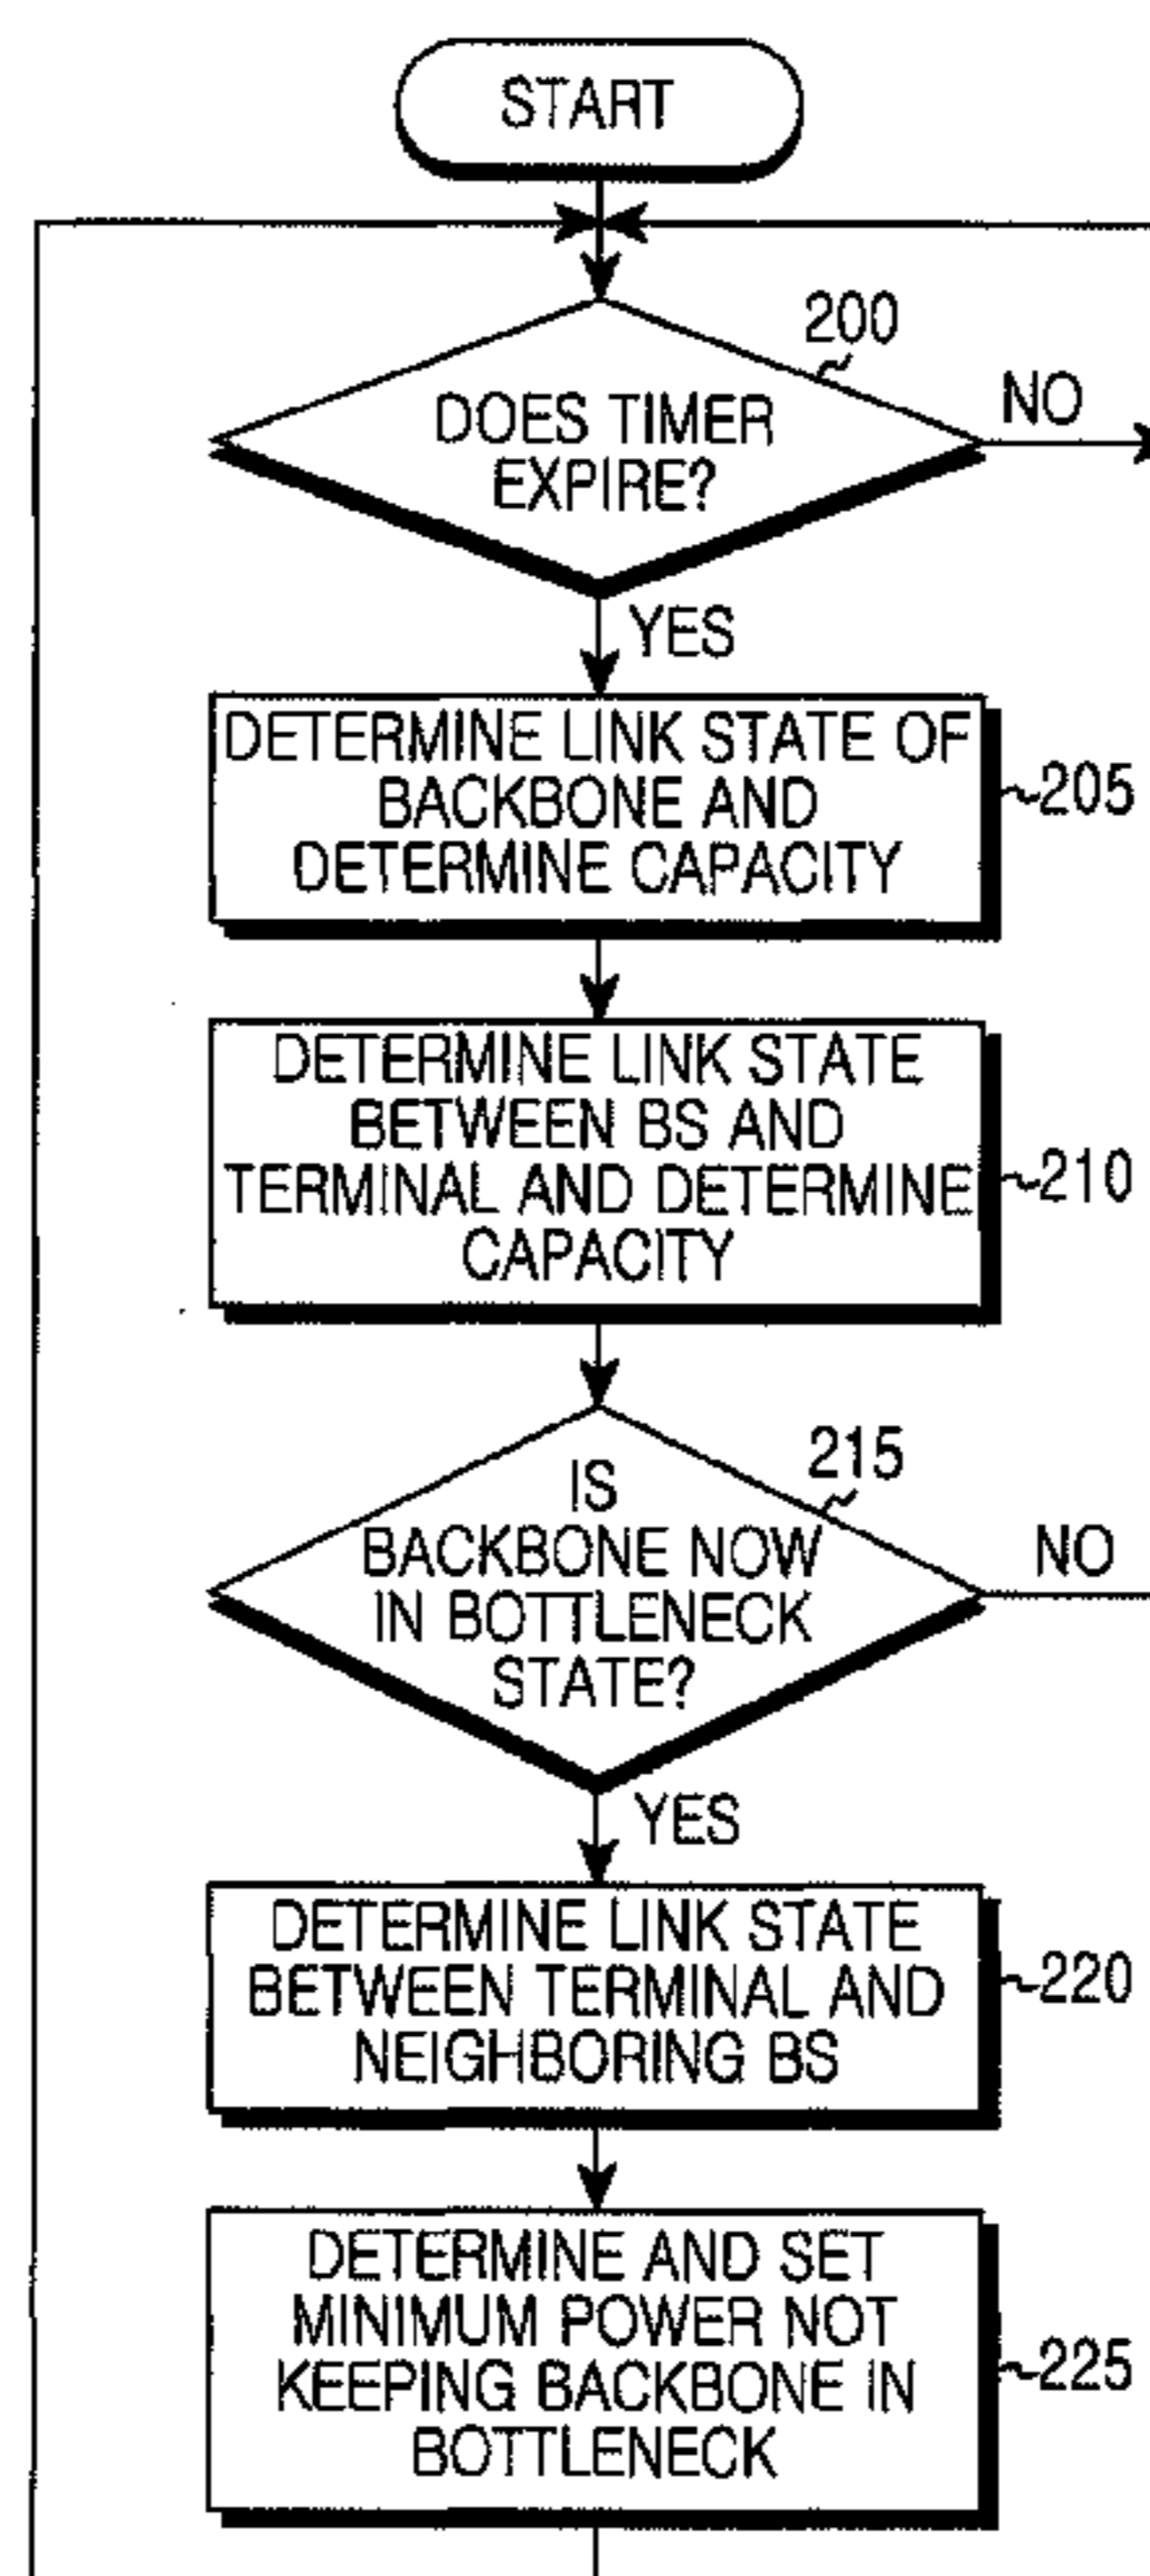 START
200
DOES TIMER
EXPIRE?
NO
YES
DETERMINE LINK STATE OF
BACKBONE AND
DETERMINE CAPACITY
205
DETERMINE LINK STATE
BETWEEN BS AND
TERMINAL AND DETERMINE
CAPACITY
210
215
IS
BACKBONE NOW
IN BOTTLENECK
STATE?
NO
YES
DETERMINE LINK STATE
BETWEEN TERMINAL AND
NEIGHBORING BS
220
DETERMINE AND SET
MINIMUM POWER NOT
KEEPING BACKBONE IN
BOTTLENECK
225